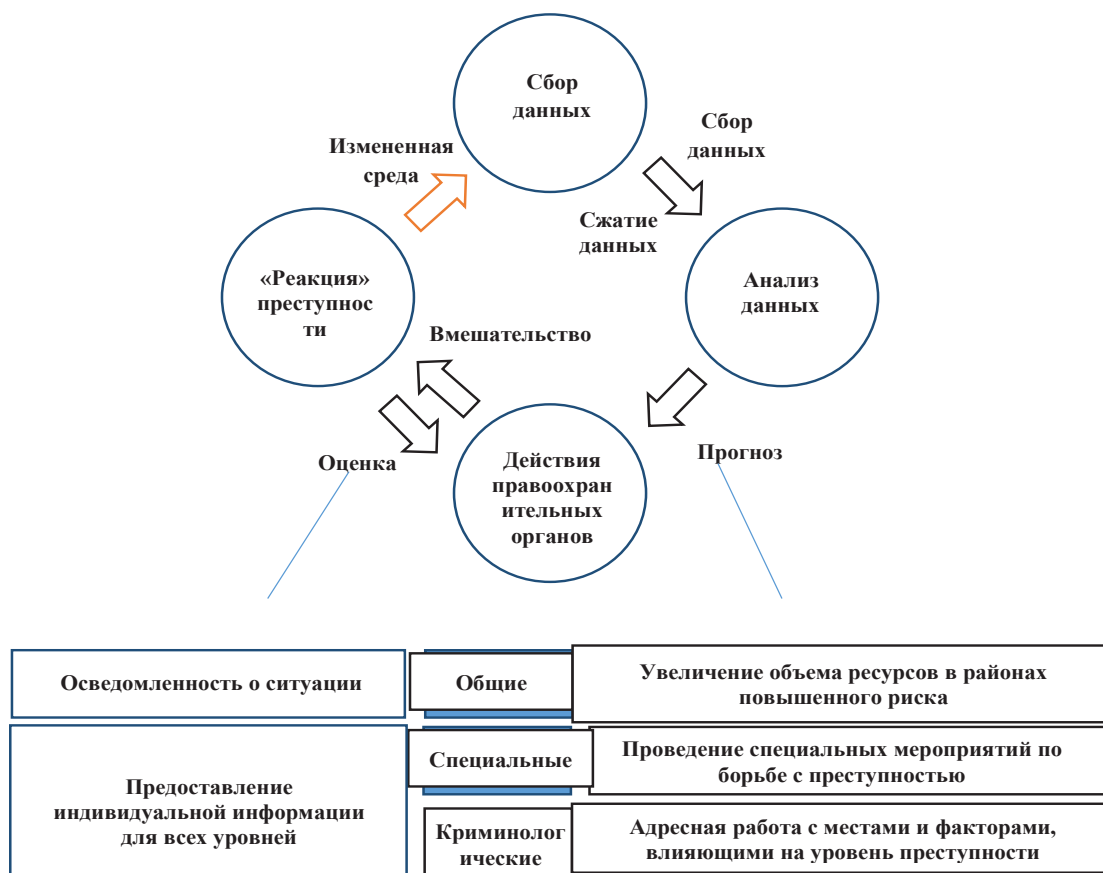 Сбор
данных
Сбор
данных
Измененная
среда
Сжатие
данных
«Реакция»
преступнос
ти
Анализ
данных
Вмешательство
Оценка
Действия
правоохран
ительных
органов
Прогноз
Осведомленность о ситуации
Общие
Увеличение объема ресурсов в районах
повышенного риска
Предоставление
индивидуальной информации
для всех уровней
Специальные
Проведение специальных мероприятий по
борьбе с преступностью
Криминолог
ические
Адресная работа с местами и факторами,
влияющими на уровень преступности